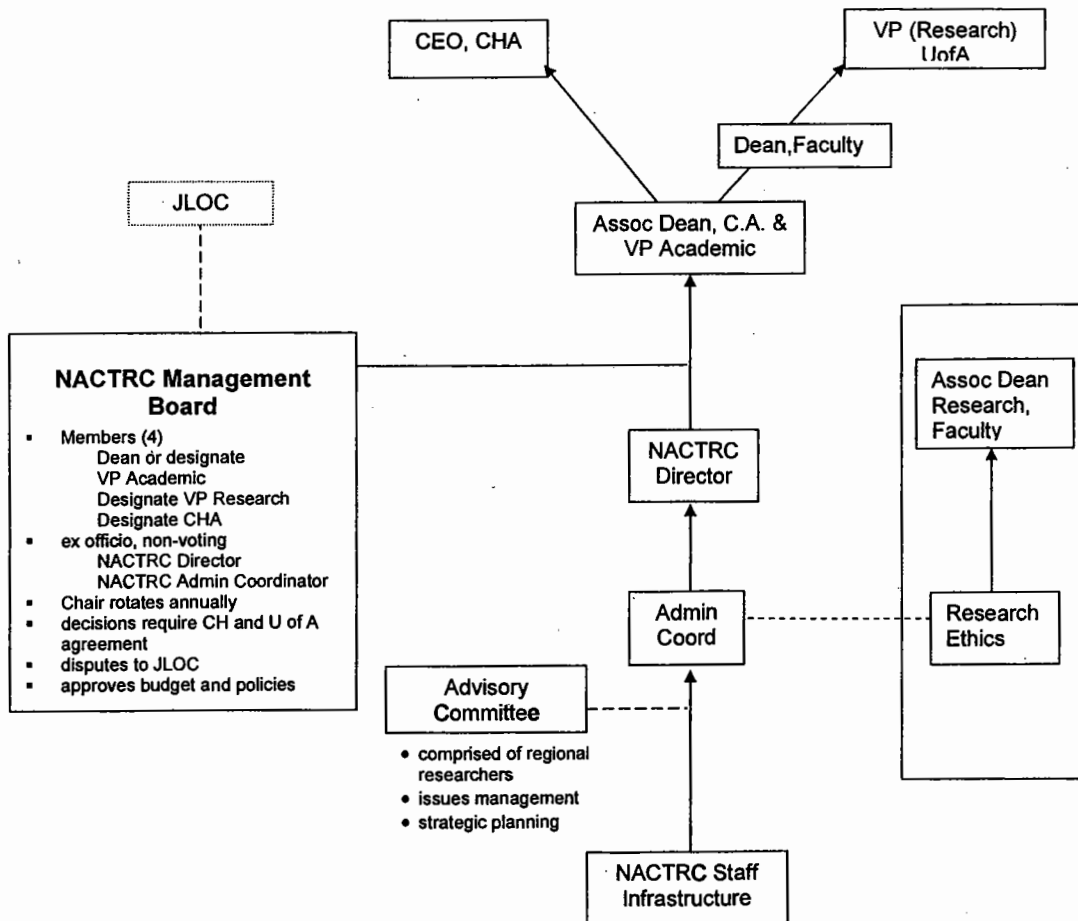 CEO, CHA
VP (Research)
UofA
Dean,Faculty
JLOC
Assoc Dean, C.A. &
VP Academic
NACTRC Management
Board
▪ Members (4)
Dean or designate
VP Academic
Designate VP Research
Designate CHA
▪ ex officio, non-voting
NACTRC Director
NACTRC Admin Coordinator
▪ Chair rotates annually
▪ decisions require CH and U of A
agreement
▪ disputes to JLOC
▪ approves budget and policies
Assoc Dean
Research,
Faculty
NACTRC
Director
Admin
Coord
Research
Ethics
Advisory
Committee
• comprised of regional
researchers
• issues management
• strategic planning
NACTRC Staff
Infrastructure